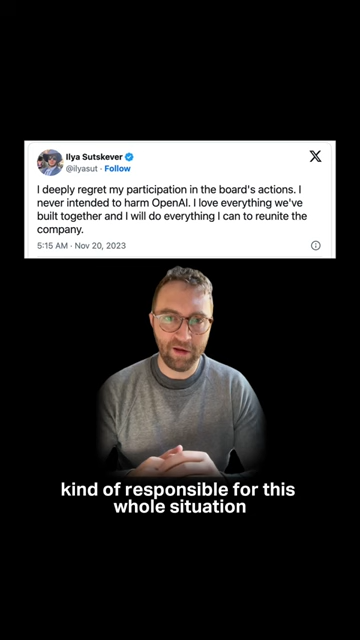 Ilya Sutskever
@ilyasut · Follow
I deeply regret my participation in the board's actions. I
never intended to harm OpenAI. I love everything we've
built together and I will do everything I can to reunite the
company.
5:15 AM · Nov 20, 2023
kind of responsible for this
whole situation